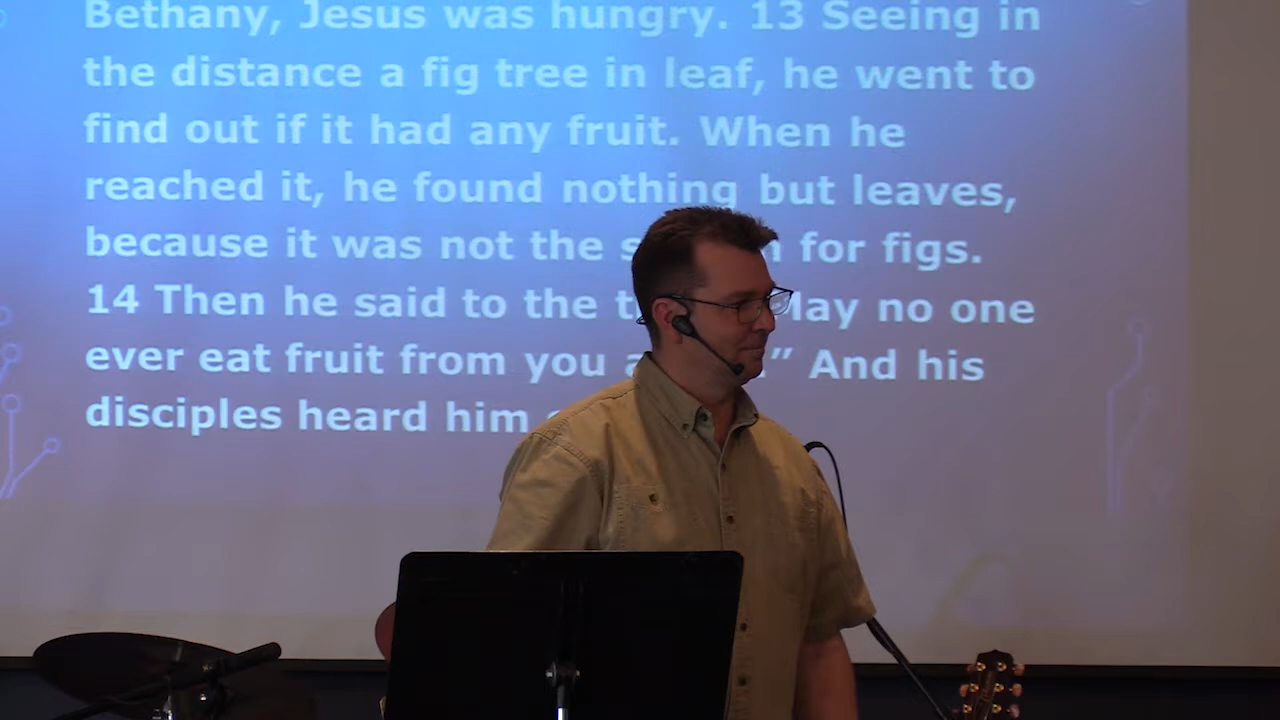 Bethany, Jesus was hungry. 13 Seeing in
the distance a fig tree in leaf, he went to
find out if it had any fruit. When he
reached it, he found nothing but leaves,
because it was not the for figs.
14 Then he said to the May no one
ever eat fruit from you And his
disciples heard him